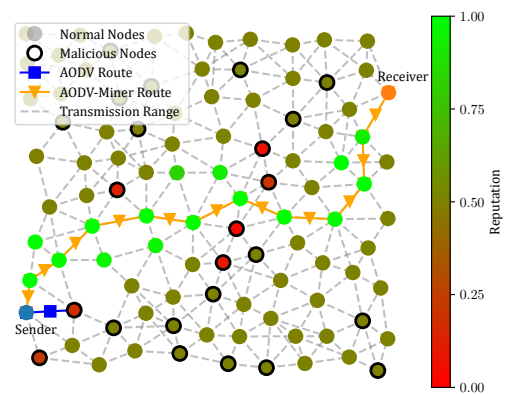 Normal Nodes
Malicious Nodes
AODV Route
AODV-Miner Route
Transmission Range
Receiver
Sender
1.00
0.75
0.50
0.25
0.00
Reputation